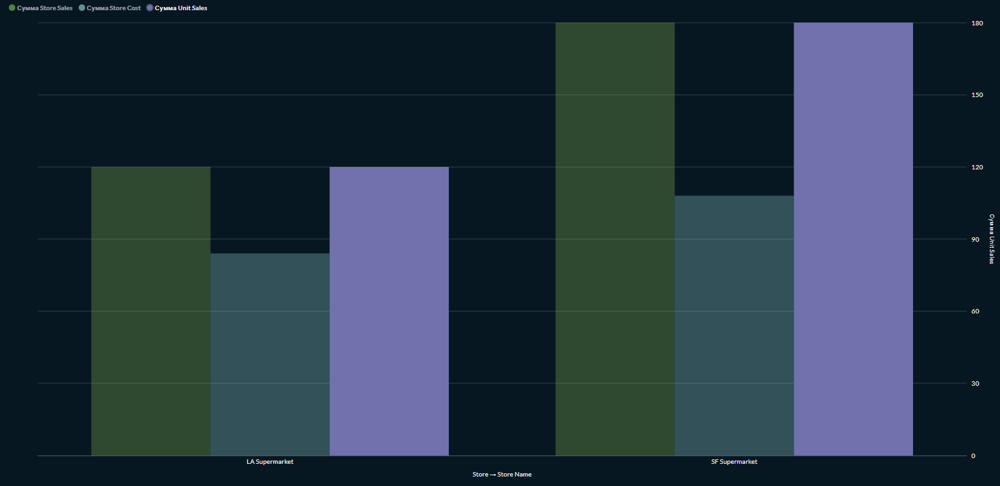 Сумма Store Sales Сумма Store Cost Сумма Unit Sales
180
150
120
90
60
30
0
Сумма Unit Sales
LA Supermarket SF Supermarket
Store → Store Name